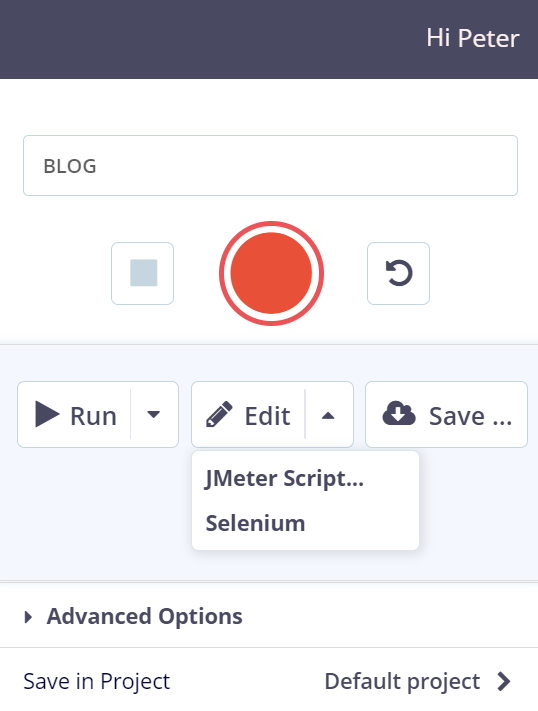 Hi Peter
BLOG
Run Edit Save ...
JMeter Script...
Selenium
Advanced Options
Save in Project Default project